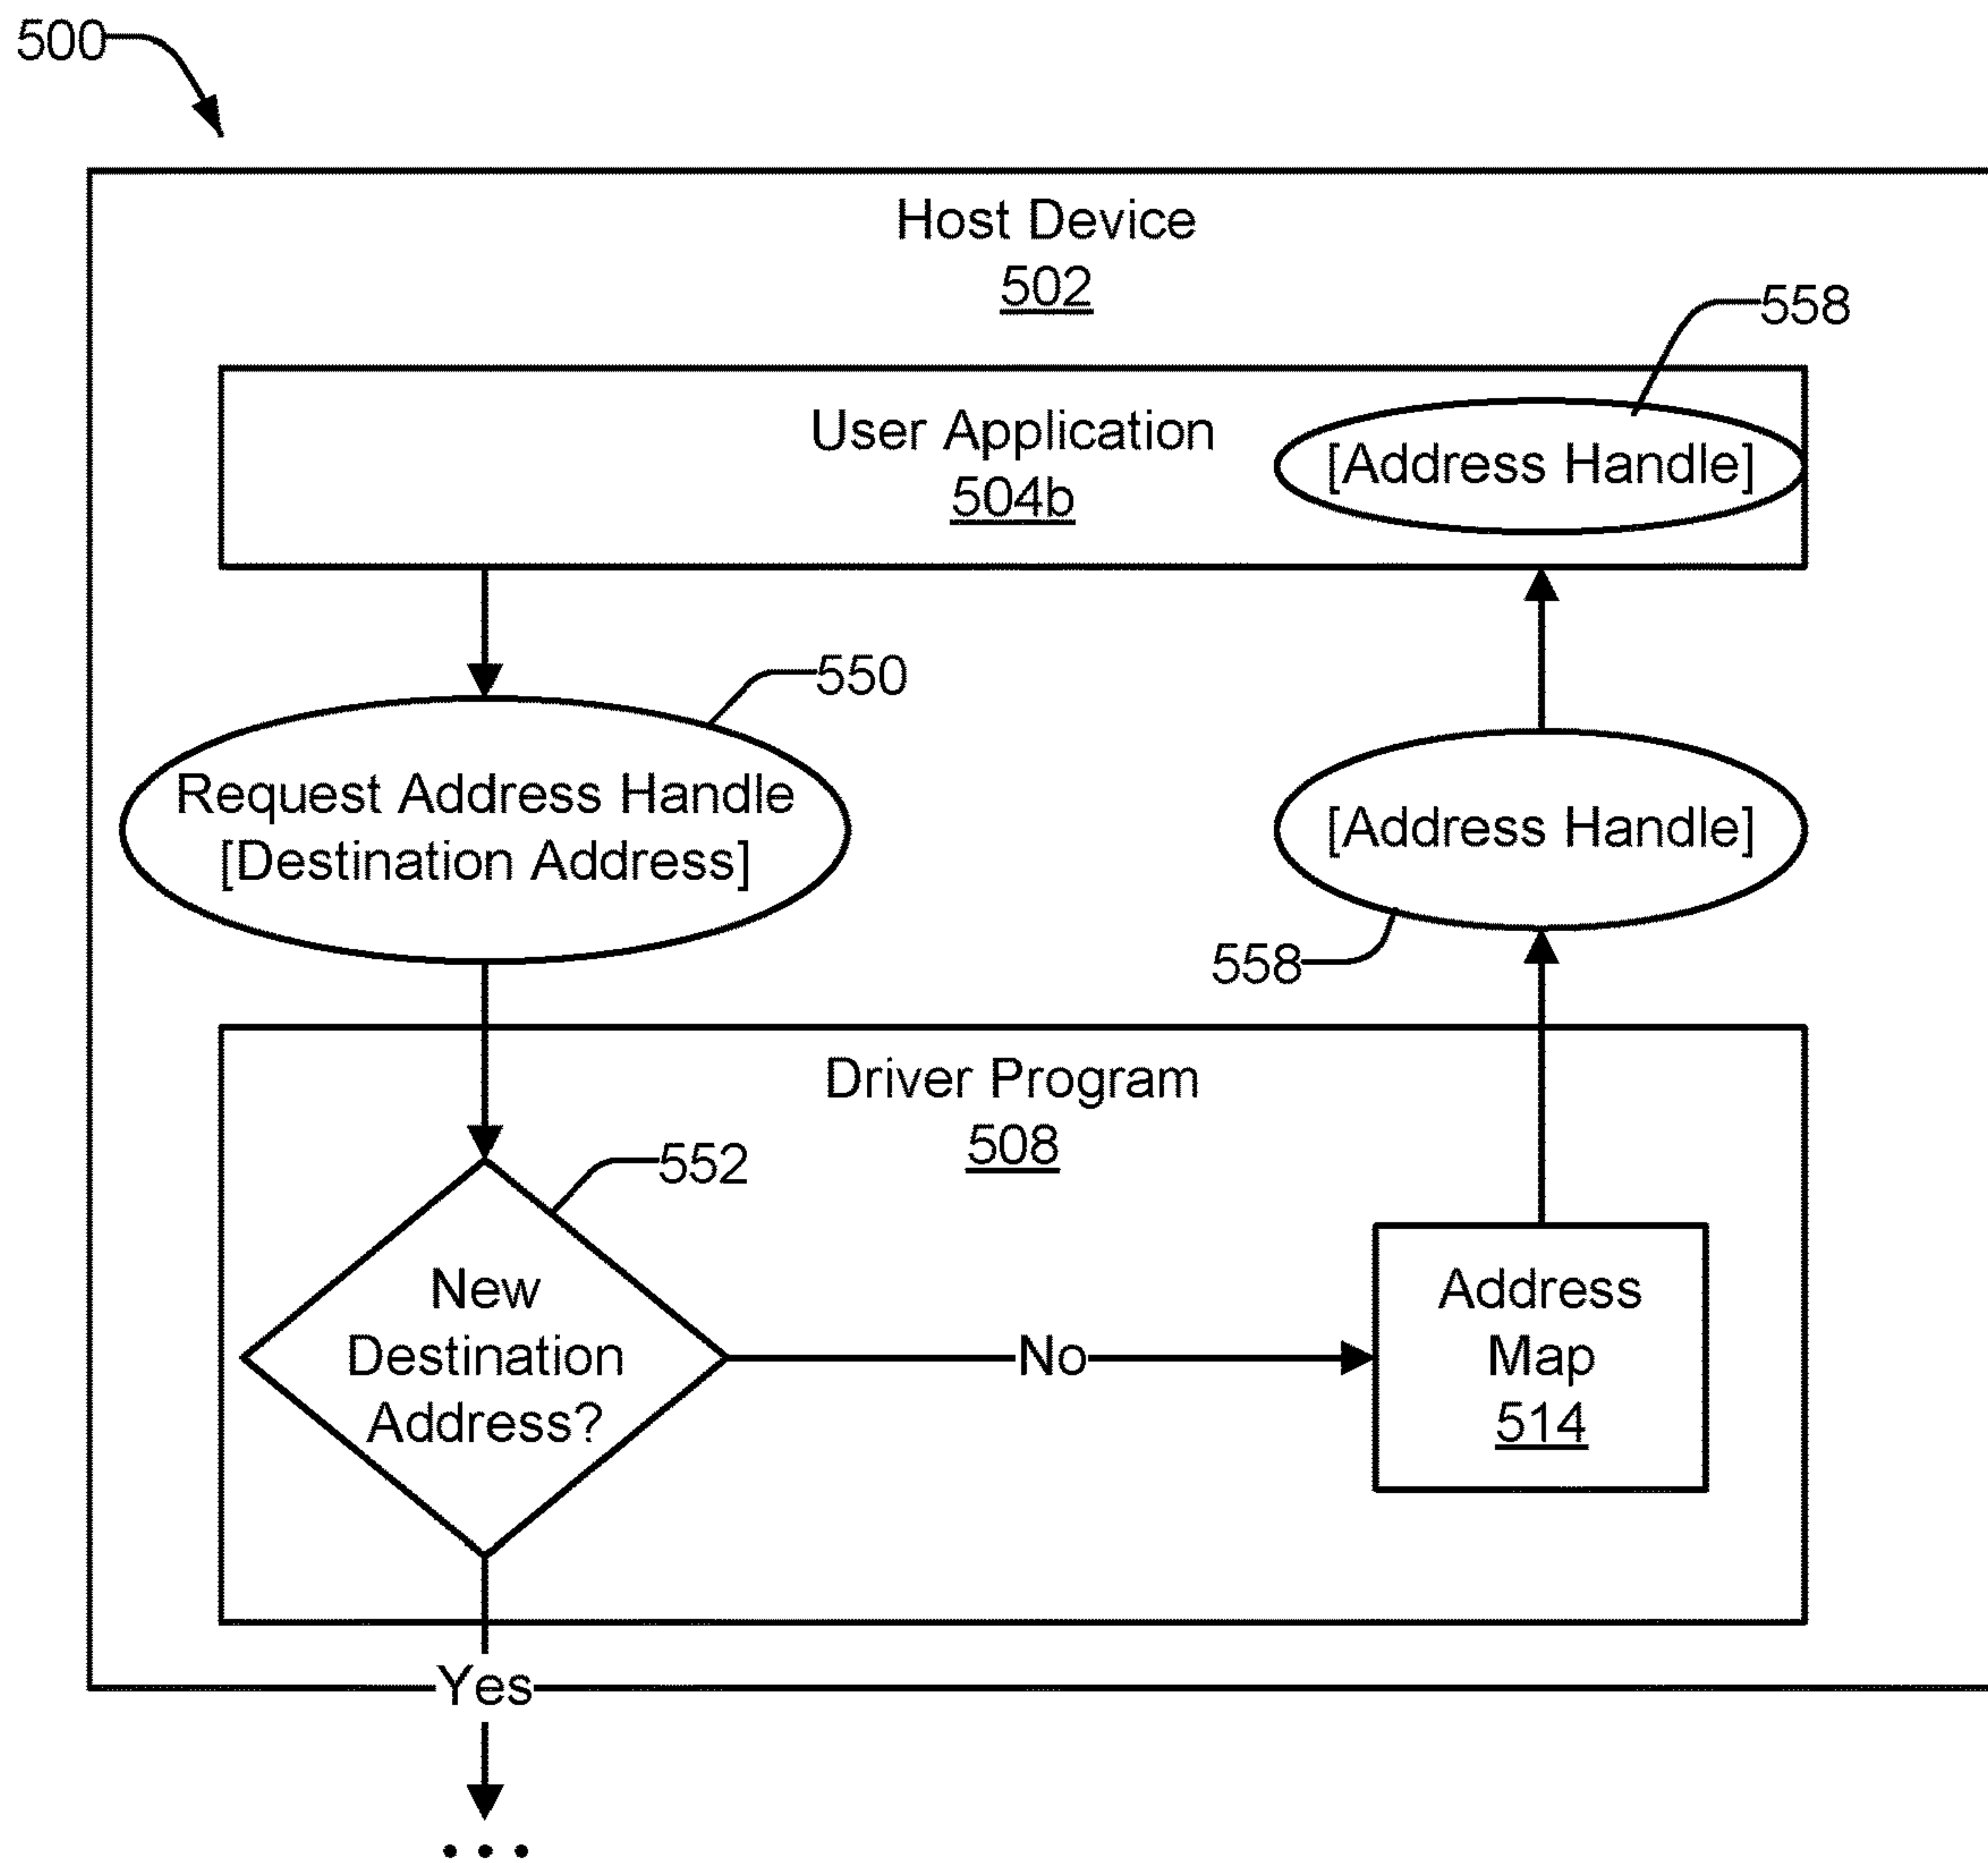 500
Host Device
502
558
User Application
504b
[Address Handle]
550
Request Address Handle
[Destination Address]
[Address Handle]
558
Driver Program
508
552
New
Destination
Address?
No
Address
Map
514
Yes
...